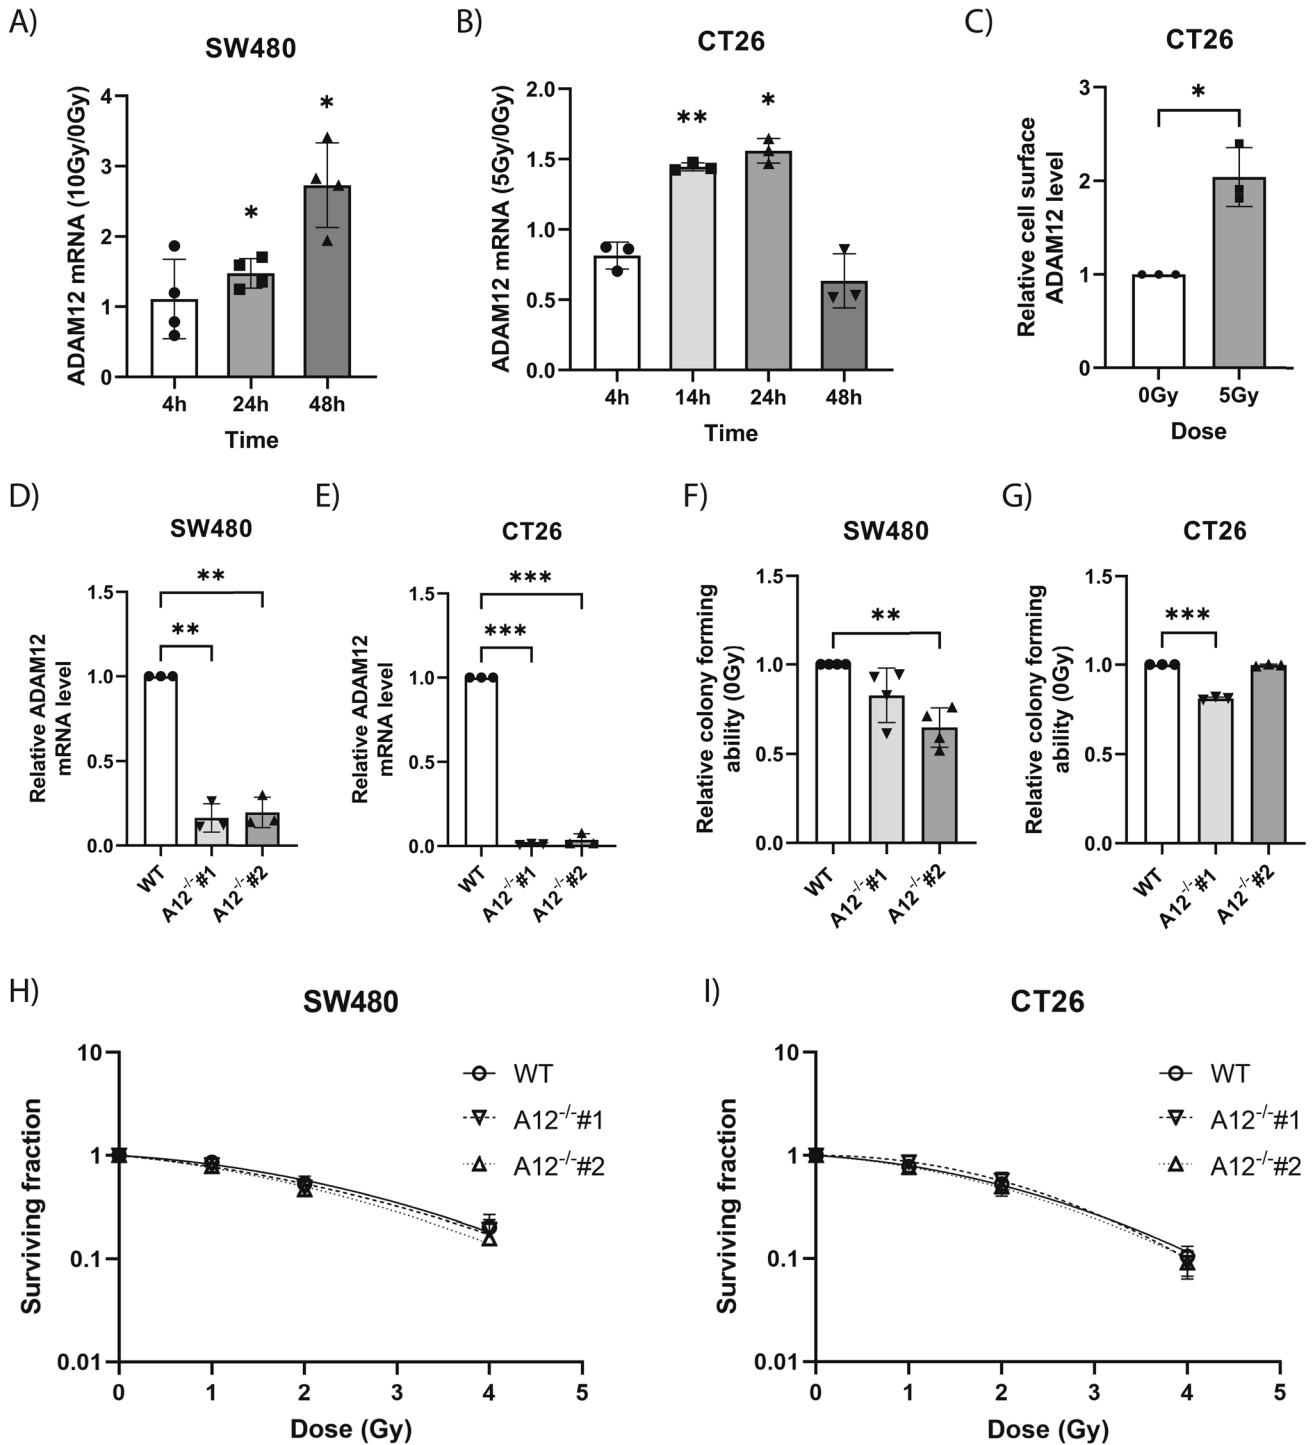 A)
SW480
ADAM12 mRNA (10Gy/0Gy)
4
3
2
1
0
*
*
4h 24h 48h
Time
B)
CT26
ADAM12 mRNA (5Gy/0Gy)
2.0
1.5
1.0
0.5
0.0
**
*
4h 14h 24h 48h
Time
C)
CT26
Relative cell surface
ADAM12 level
3
2
1
0
*
0Gy 5Gy
Dose
D)
SW480
Relative ADAM12
mRNA level
1.5
1.0
0.5
0.0
**
**
WT A12-/-#1 A12-/-#2
E)
CT26
Relative ADAM12
mRNA level
1.5
1.0
0.5
0.0
***
***
WT A12-/-#1 A12-/-#2
F)
SW480
Relative colony forming
ability (0Gy)
1.5
1.0
0.5
0.0
**
WT A12-/-#1 A12-/-#2
G)
CT26
Relative colony forming
ability (0Gy)
1.5
1.0
0.5
0.0
***
WT A12-/-#1 A12-/-#2
H)
SW480
Surviving fraction
10
1
0.1
0.01
WT
A12-/-#1
A12-/-#2
0 1 2 3 4 5
Dose (Gy)
I)
CT26
Surviving fraction
10
1
0.1
0.01
WT
A12-/-#1
A12-/-#2
0 1 2 3 4 5
Dose (Gy)